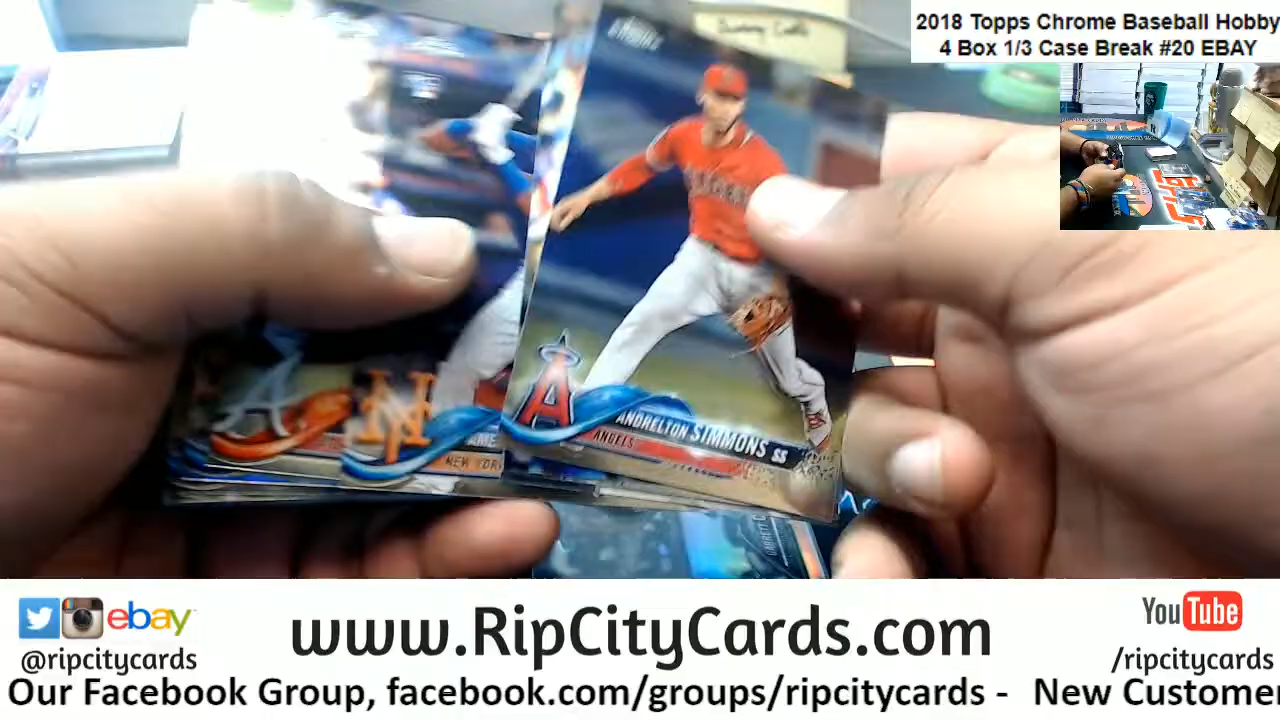 2018 Topps Chrome Baseball Hobby
4 Box 1/3 Case Break #20 EBAY
ANDRELTON SIMMONS SS
ANGELS
NEW YORK
ebay
@ripcitycards
www.RipCityCards.com
YouTube
/ripcitycards
Our Facebook Group, facebook.com/groups/ripcitycards - New Customer